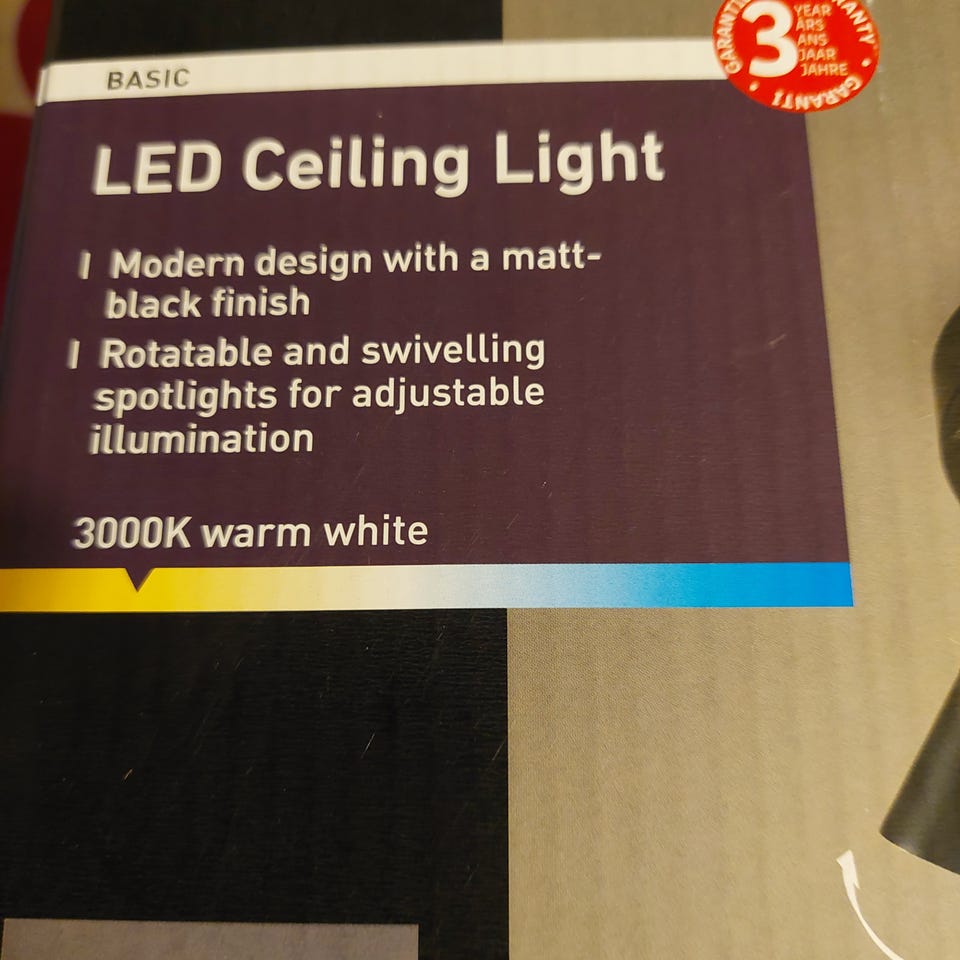 BASIC
LED Ceiling Light
I Modern design with a matt-
black finish
I Rotatable and swivelling
spotlights for adjustable
illumination
3000K warm white
3
YEAR
ÅRS
ANS
JAAR
JAHRE
GARANTI